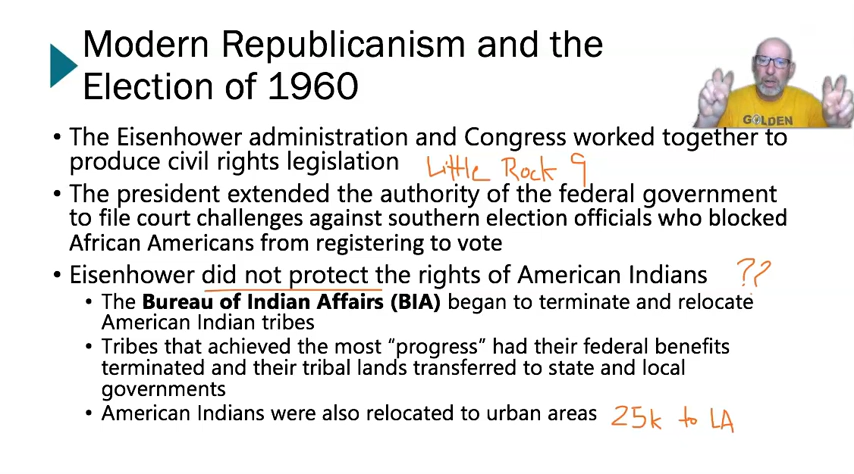 Modern Republicanism and the
Election of 1960
GOLDEN
• The Eisenhower administration and Congress worked together to
produce civil rights legislation Little Rock 9
• The president extended the authority of the federal government
to file court challenges against southern election officials who blocked
African Americans from registering to vote
• Eisenhower did not protect the rights of American Indians ??
• The Bureau of Indian Affairs (BIA) began to terminate and relocate
American Indian tribes
• Tribes that achieved the most “progress” had their federal benefits
terminated and their tribal lands transferred to state and local
governments
• American Indians were also relocated to urban areas 25k to LA